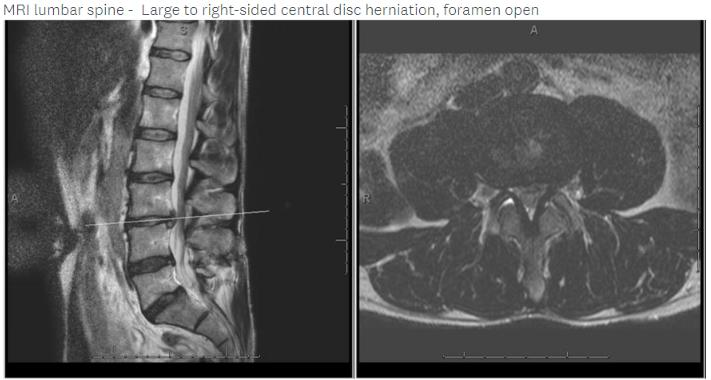 MRI lumbar spine - Large to right-sided central disc herniation, foramen open
S
A
A
R